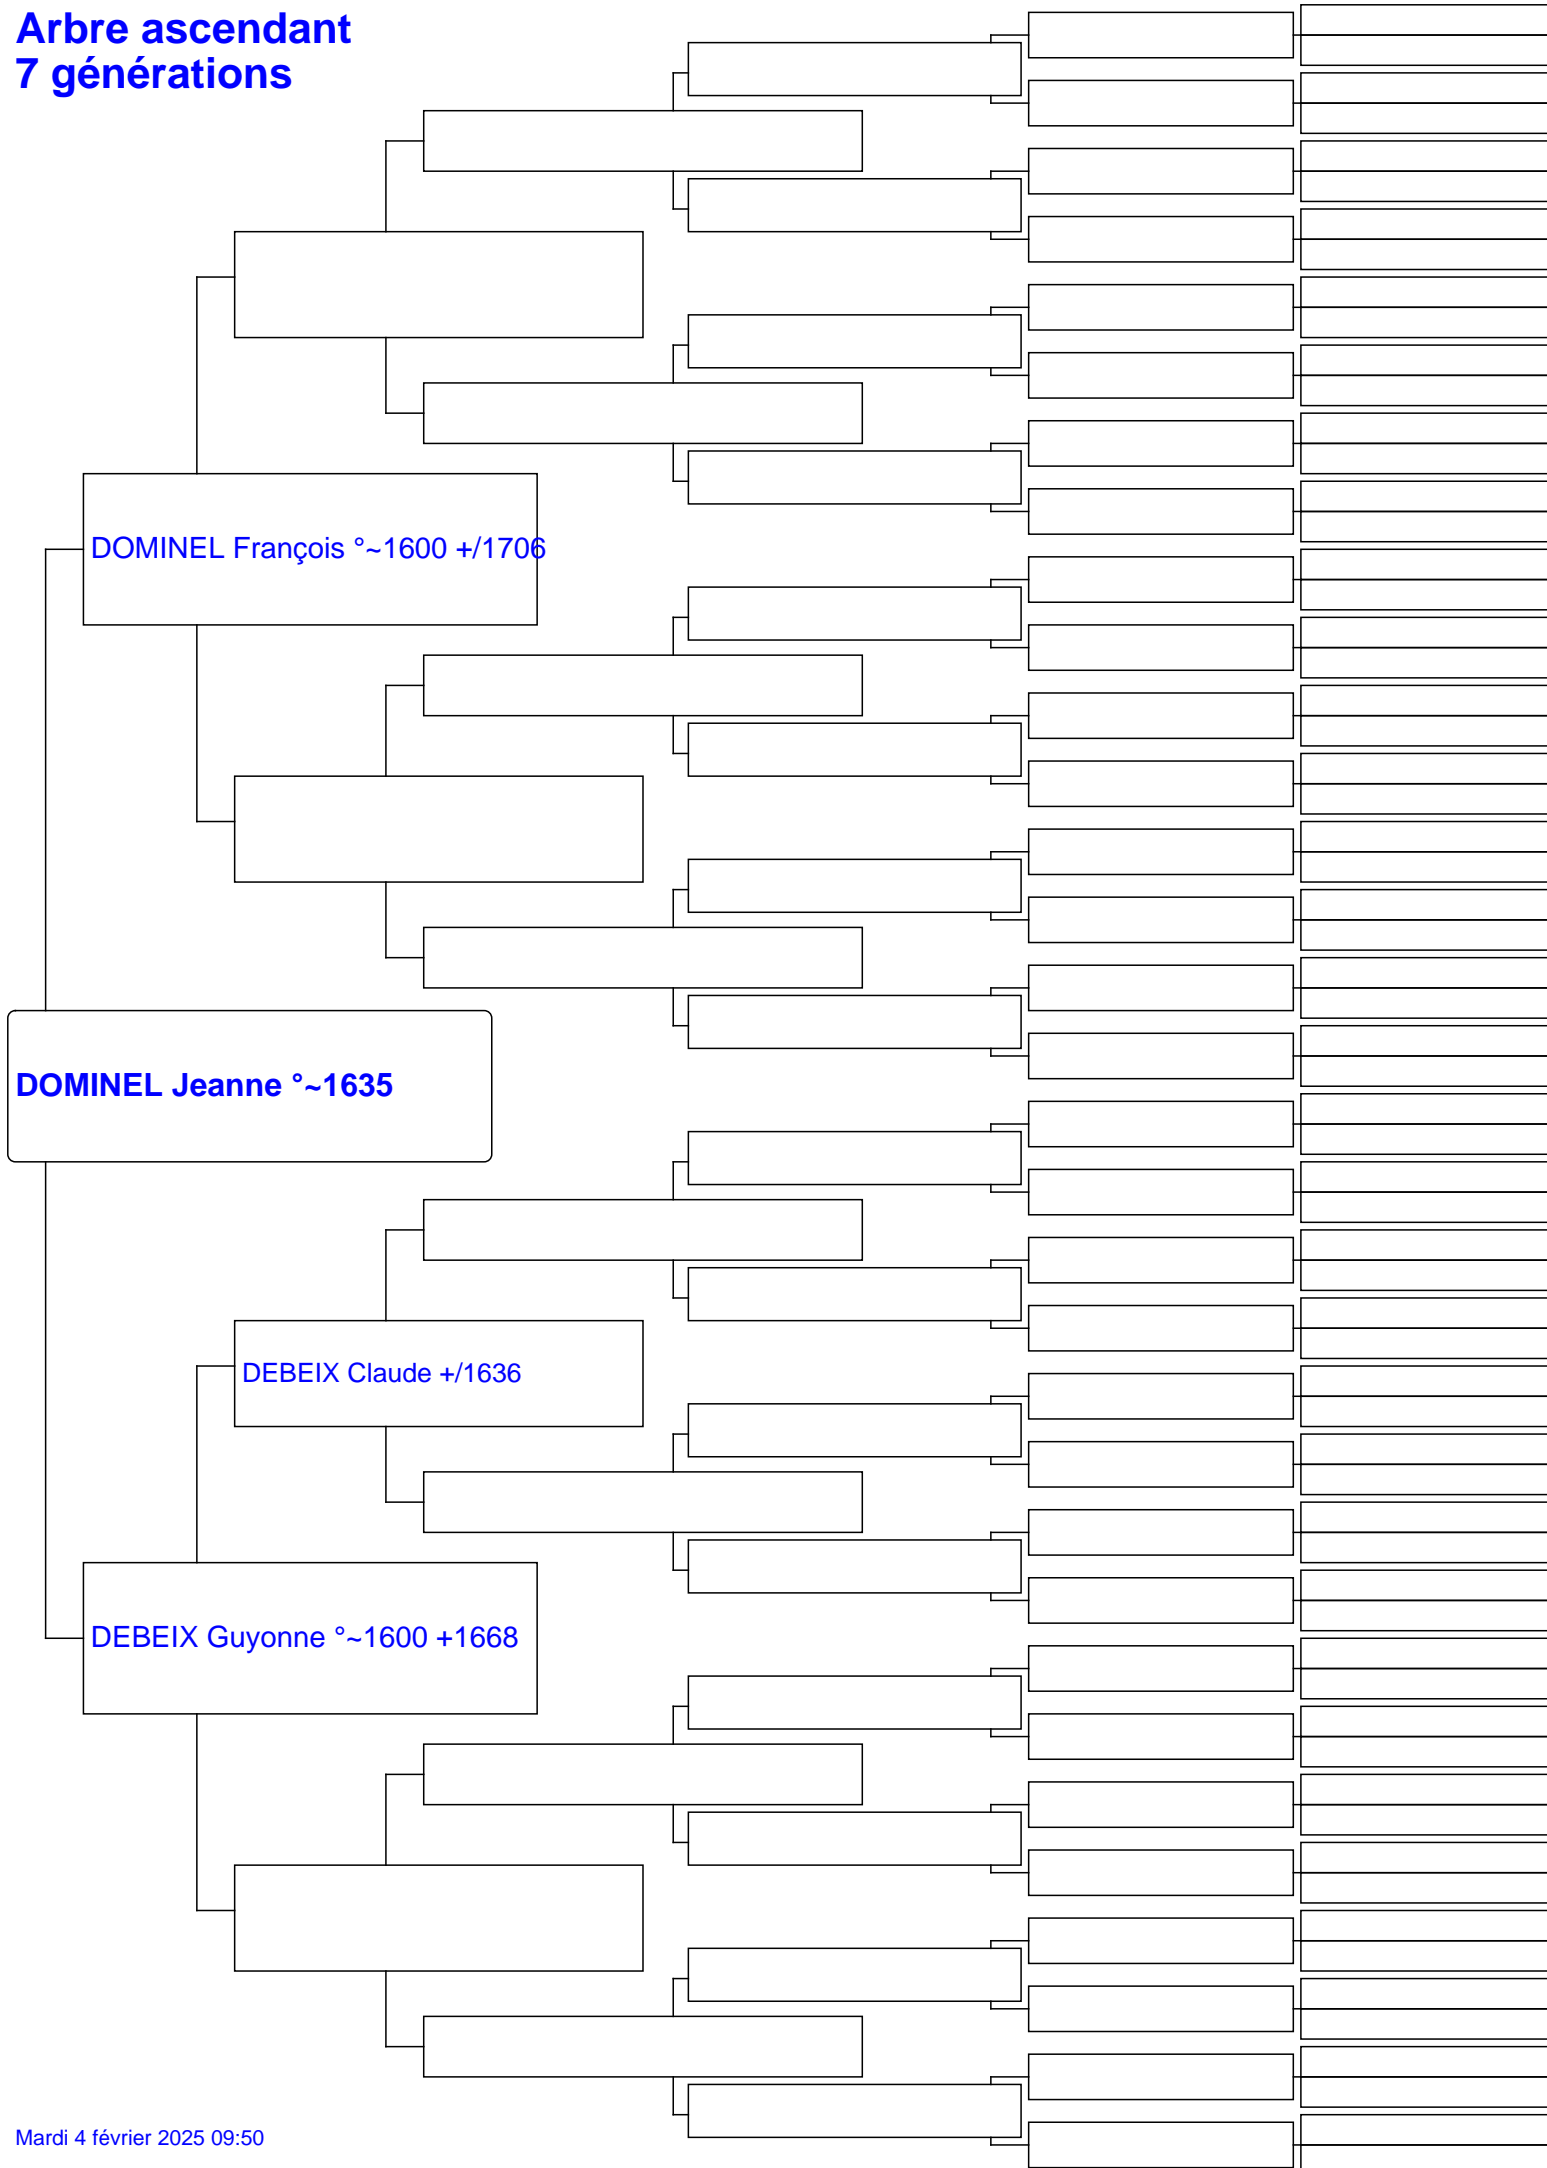 Arbre ascendant
7 générations
DOMINEL François °~1600 +/1706
DOMINEL Jeanne °~1635
DEBEIX Claude +/1636
DEBEIX Guyonne °~1600 +1668
Mardi 4 février 2025 09:50